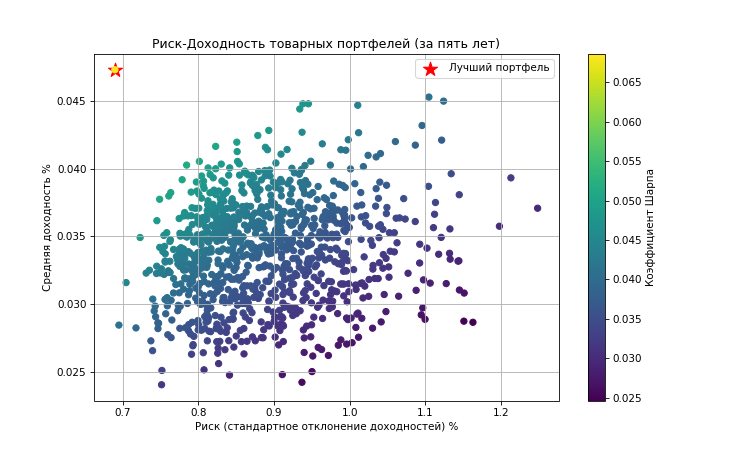 Риск-Доходность товарных портфелей (за пять лет)
Лучший портфель
0.045
0.040
0.035
0.030
0.025
Средняя доходность %
0.7 0.8 0.9 1.0 1.1 1.2
Риск (стандартное отклонение доходностей) %
0.065
0.060
0.055
0.050
0.045
0.040
0.035
0.030
0.025
Коэффициент Шарпа